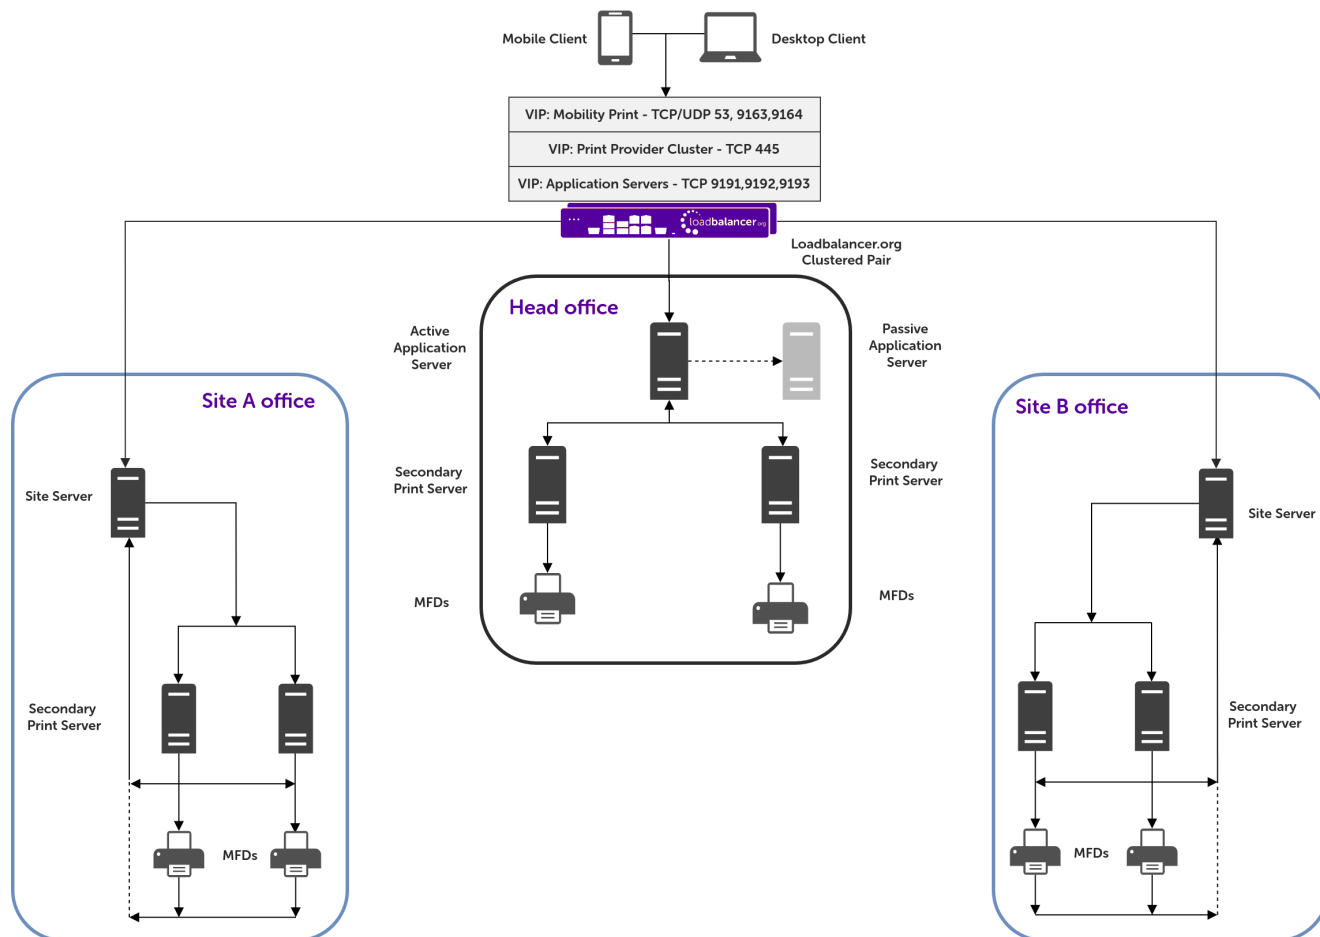 Mobile Client
Desktop Client
VIP: Mobility Print - TCP/UDP 53, 9163,9164
VIP: Print Provider Cluster - TCP 445
VIP: Application Servers - TCP 9191,9192,9193
loadbalancer.org
Loadbalancer.org
Clustered Pair
Head office
Active
Application
Server
Passive
Application
Server
Secondary
Print Server
Secondary
Print Server
MFDs
MFDs
Site A office
Site Server
Secondary
Print Server
MFDs
Site B office
Site Server
Secondary
Print Server
MFDs